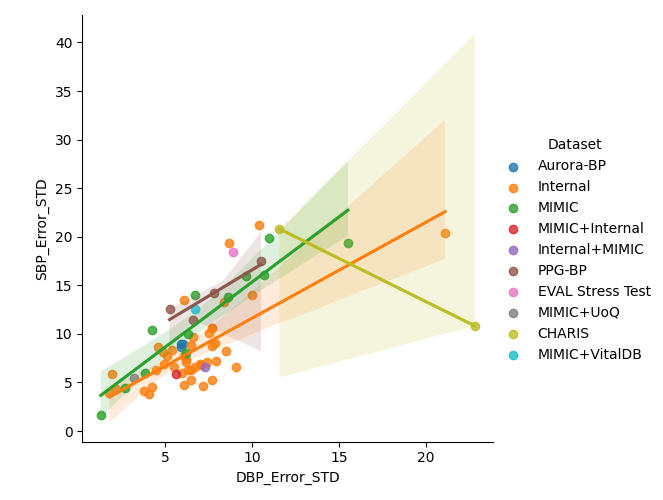 40
35
30
25
20
15
10
5
0
SBP_Error_STD
5
10
15
20
DBP_Error_STD
Dataset
Aurora-BP
Internal
MIMIC
MIMIC+Internal
Internal+MIMIC
PPG-BP
EVAL Stress Test
MIMIC+UoQ
CHARIS
MIMIC+VitalDB